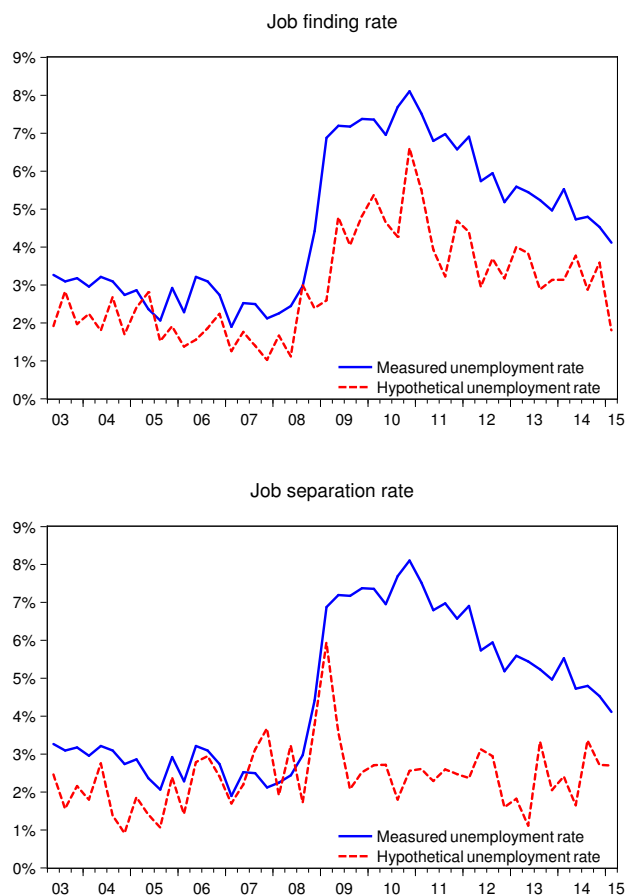 Job finding rate
9%
8%
7%
6%
5%
4%
3%
2%
1%
0%
Measured unemployment rate
Hypothetical unemployment rate
03 04 05 06 07 08 09 10 11 12 13 14 15
Job separation rate
9%
8%
7%
6%
5%
4%
3%
2%
1%
0%
Measured unemployment rate
Hypothetical unemployment rate
03 04 05 06 07 08 09 10 11 12 13 14 15